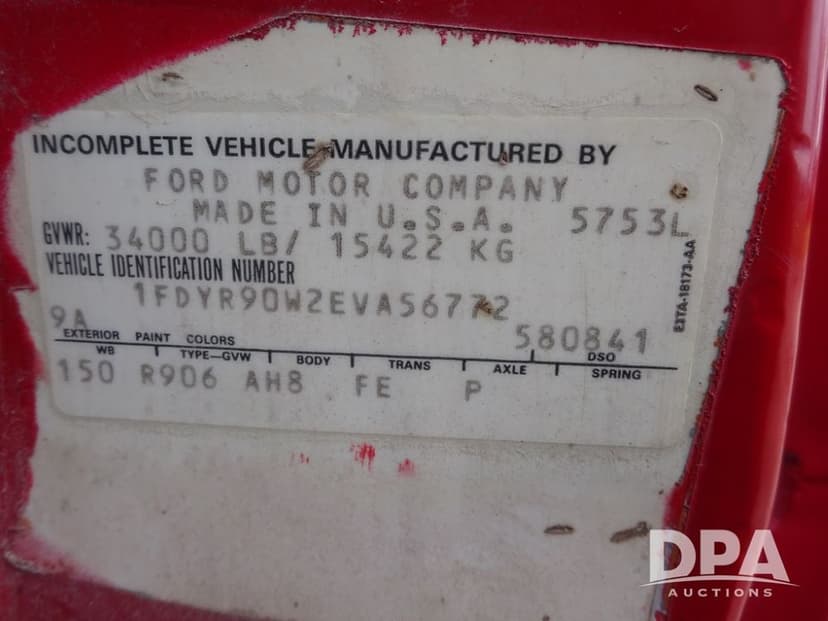 INCOMPLETE VEHICLE MANUFACTURED BY
FORD MOTOR COMPANY
MADE IN U.S.A. 5753L
GVWR: 34000 LB/ 15422 KG
VEHICLE IDENTIFICATION NUMBER
1FDYR90W2EVA56772
9A 580841
EXTERIOR PAINT COLORS DSO
WB TYPE—GVW BODY TRANS AXLE SPRING
150 R906 AH8 FE P
E3TA-18173-AA
DPA
AUCTIONS